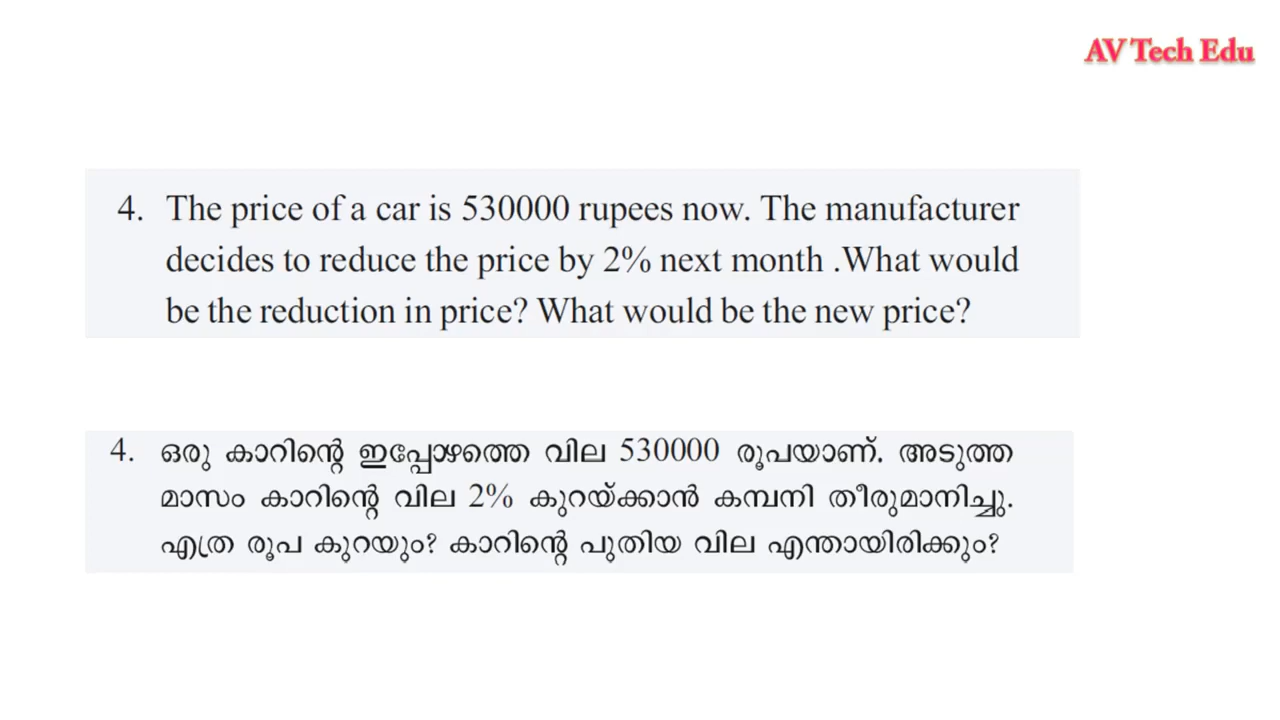 AV Tech Edu
4. The price of a car is 530000 rupees now. The manufacturer
decides to reduce the price by 2% next month .What would
be the reduction in price? What would be the new price?
4. ഒരു കാറിന്റെ ഇപ്പോഴത്തെ വില 530000 രൂപയാണ്. അടുത്ത
മാസം കാറിന്റെ വില 2% കുറയ്ക്കാൻ കമ്പനി തീരുമാനിച്ചു.
എത്ര രൂപ കുറയും? കാറിന്റെ പുതിയ വില എന്തായിരിക്കും?